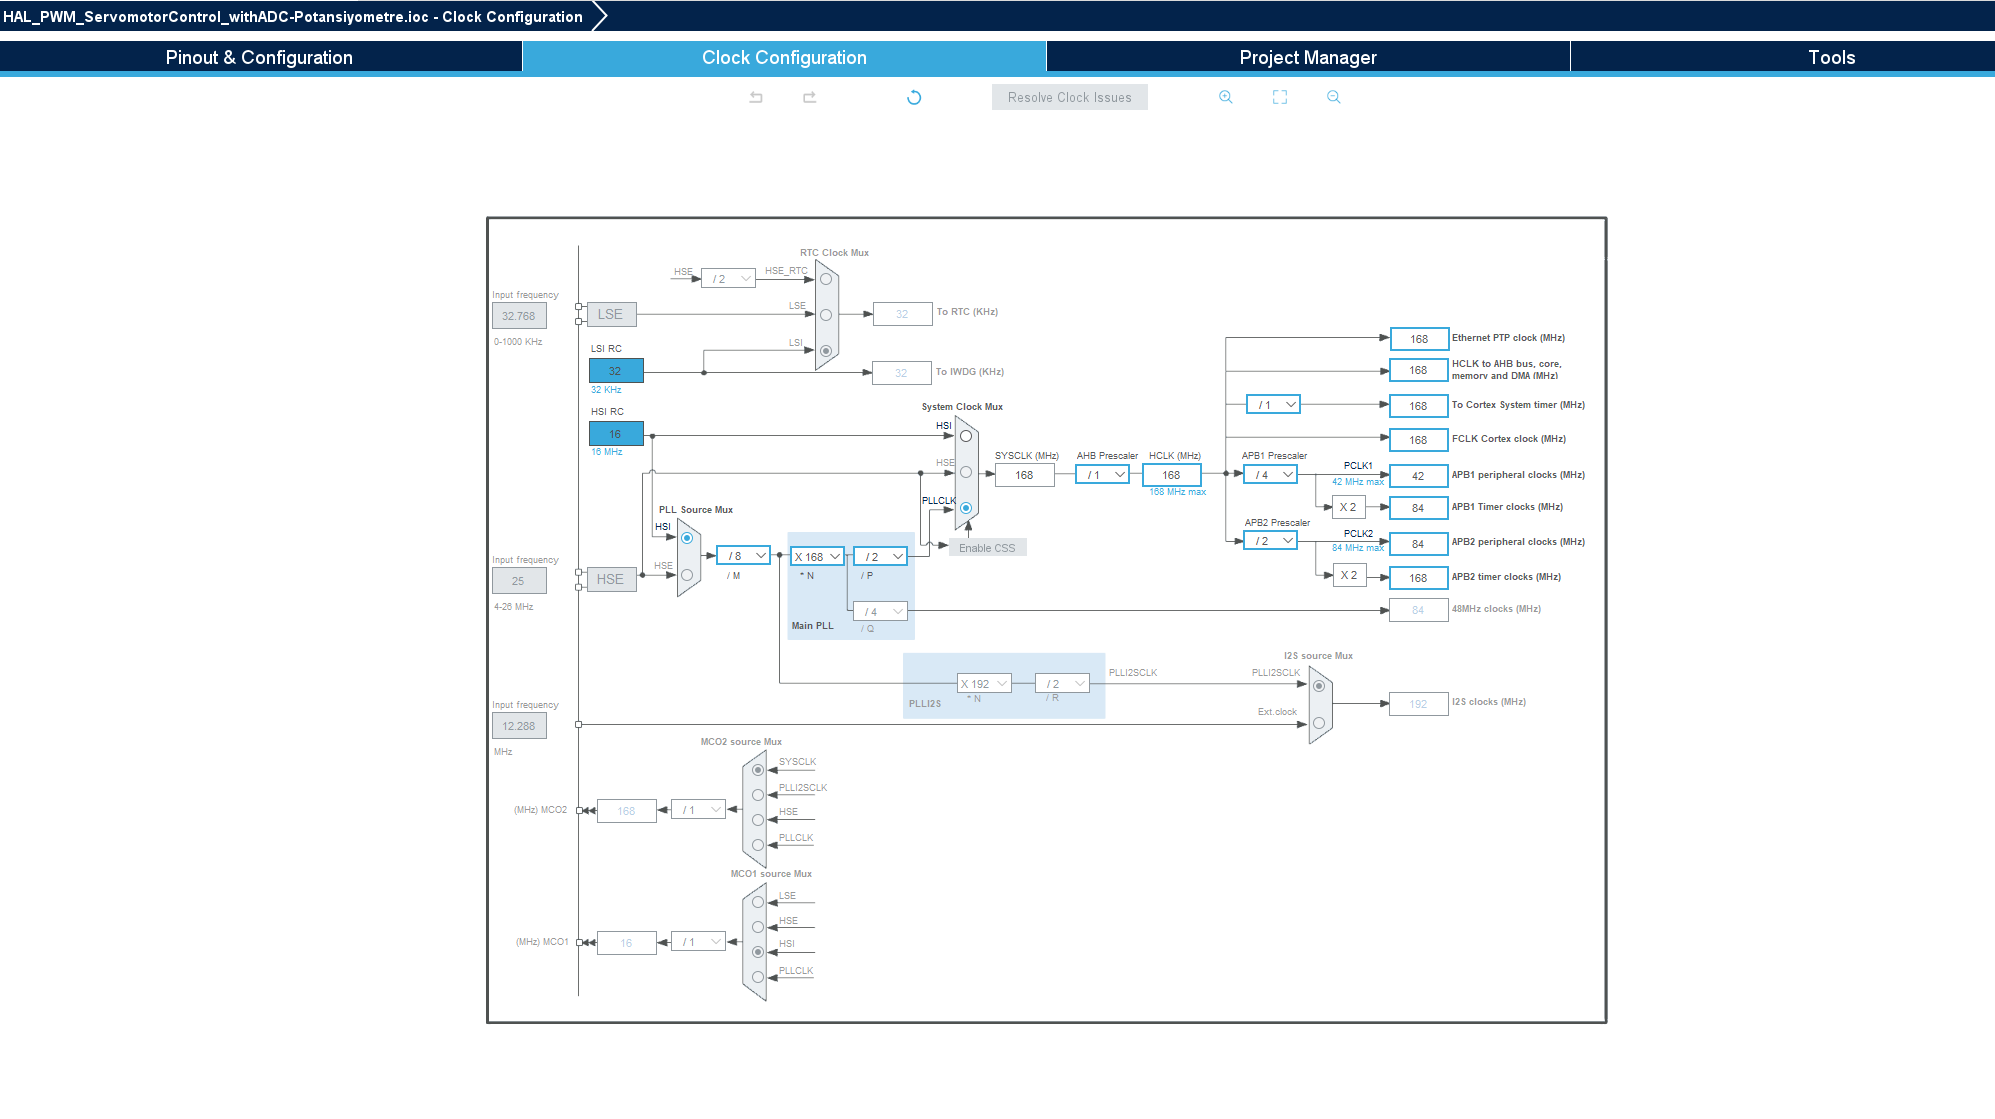 HAL_PWM_ServomotorControl_withADC-Potansiyometre.ioc - Clock Configuration
Pinout & Configuration
Clock Configuration
Project Manager
Tools
Resolve Clock Issues
RTC Clock Mux
HSE
/ 2
HSE_RTC
Input frequency
32.768
0-1000 KHz
LSE
LSE
32
To RTC (KHz)
LSI RC
32
32 KHz
LSI
32
To IWDG (KHz)
HSI RC
16
16 MHz
System Clock Mux
HSI
HSE
PLLCLK
Enable CSS
SYSCLK (MHz)
168
AHB Prescaler
/ 1
HCLK (MHz)
168
168 MHz max
168
Ethernet PTP clock (MHz)
168
HCLK to AHB bus, core,
memory and DMA (MHz)
/ 1
168
To Cortex System timer (MHz)
168
FCLK Cortex clock (MHz)
APB1 Prescaler
/ 4
PCLK1
42 MHz max
42
APB1 peripheral clocks (MHz)
X 2
84
APB1 Timer clocks (MHz)
APB2 Prescaler
/ 2
PCLK2
84 MHz max
84
APB2 peripheral clocks (MHz)
X 2
168
APB2 timer clocks (MHz)
84
48MHz clocks (MHz)
PLL Source Mux
HSI
HSE
Input frequency
25
4-26 MHz
HSE
/ 8
/ M
X 168
* N
/ 2
/ P
/ 4
/ Q
Main PLL
X 192
* N
/ 2
/ R
PLLI2S
PLLI2SCLK
I2S source Mux
PLLI2SCLK
Ext.clock
192
I2S clocks (MHz)
Input frequency
12.288
MHz
MCO2 source Mux
SYSCLK
PLLI2SCLK
HSE
PLLCLK
(MHz) MCO2
168
/ 1
MCO1 source Mux
LSE
HSE
HSI
PLLCLK
(MHz) MCO1
16
/ 1